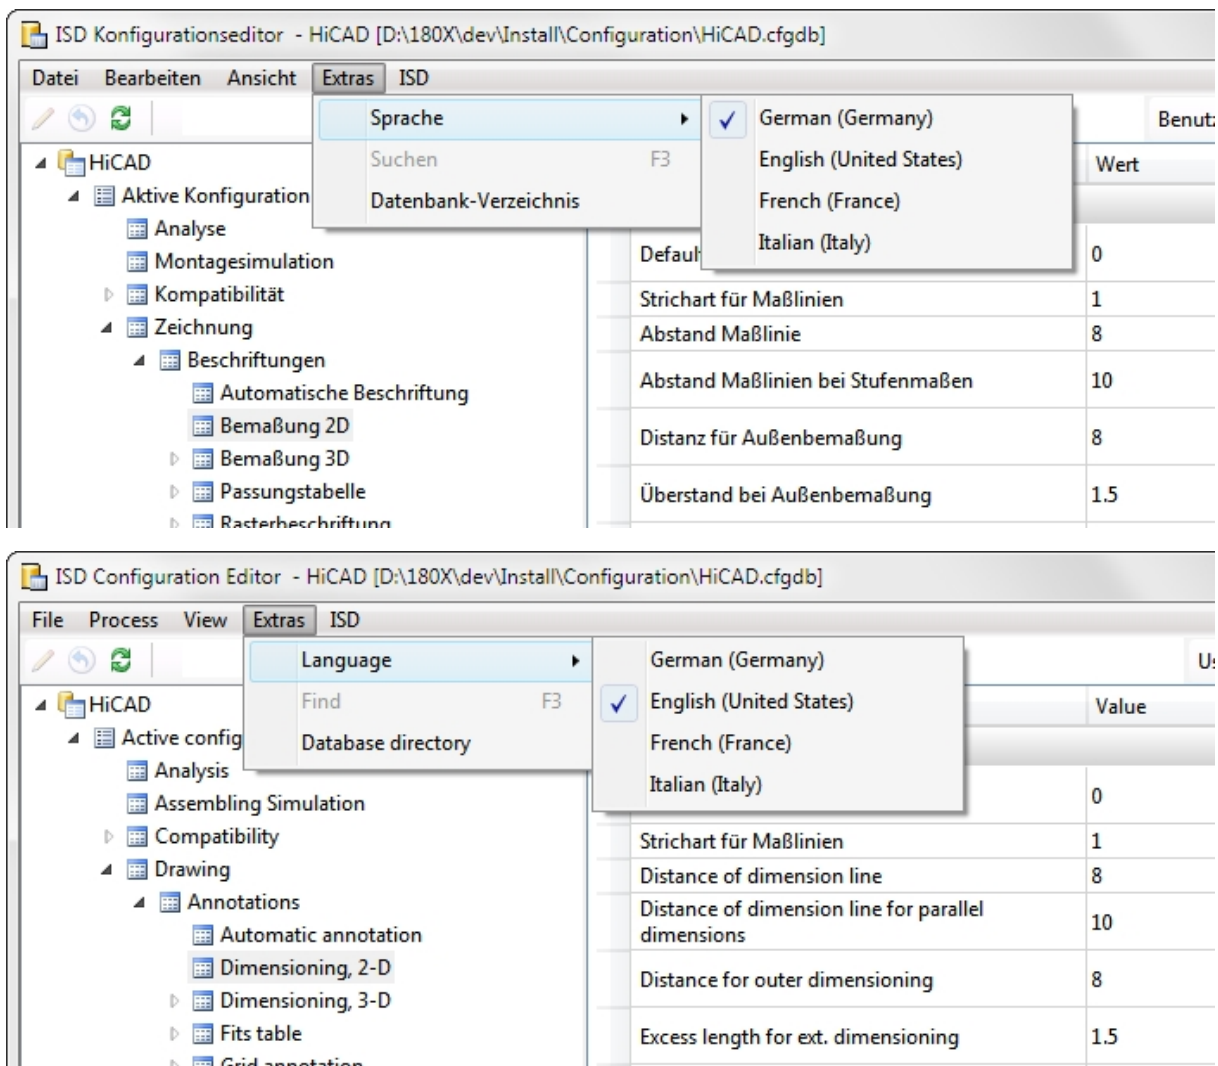 ISD Konfigurationseditor - HiCAD [D:\180X\dev\Install\Configuration\HiCAD.cfgdb]
Datei Bearbeiten Ansicht Extras ISD
Sprache
Suchen F3
Datenbank-Verzeichnis
German (Germany)
English (United States)
French (France)
Italian (Italy)
HiCAD
Aktive Konfiguration
Analyse
Montagesimulation
Kompatibilität
Zeichnung
Beschriftungen
Automatische Beschriftung
Bemaßung 2D
Bemaßung 3D
Passungstabelle
Rasterbeschriftung
Benutz
Wert
Defaul 0
Strichart für Maßlinien 1
Abstand Maßlinie 8
Abstand Maßlinien bei Stufenmaßen 10
Distanz für Außenbemaßung 8
Überstand bei Außenbemaßung 1.5
ISD Configuration Editor - HiCAD [D:\180X\dev\Install\Configuration\HiCAD.cfgdb]
File Process View Extras ISD
Language
Find F3
Database directory
German (Germany)
English (United States)
French (France)
Italian (Italy)
HiCAD
Active config
Analysis
Assembling Simulation
Compatibility
Drawing
Annotations
Automatic annotation
Dimensioning, 2-D
Dimensioning, 3-D
Fits table
Grid annotation
Us
Value
0
Strichart für Maßlinien 1
Distance of dimension line 8
Distance of dimension line for parallel
dimensions 10
Distance for outer dimensioning 8
Excess length for ext. dimensioning 1.5